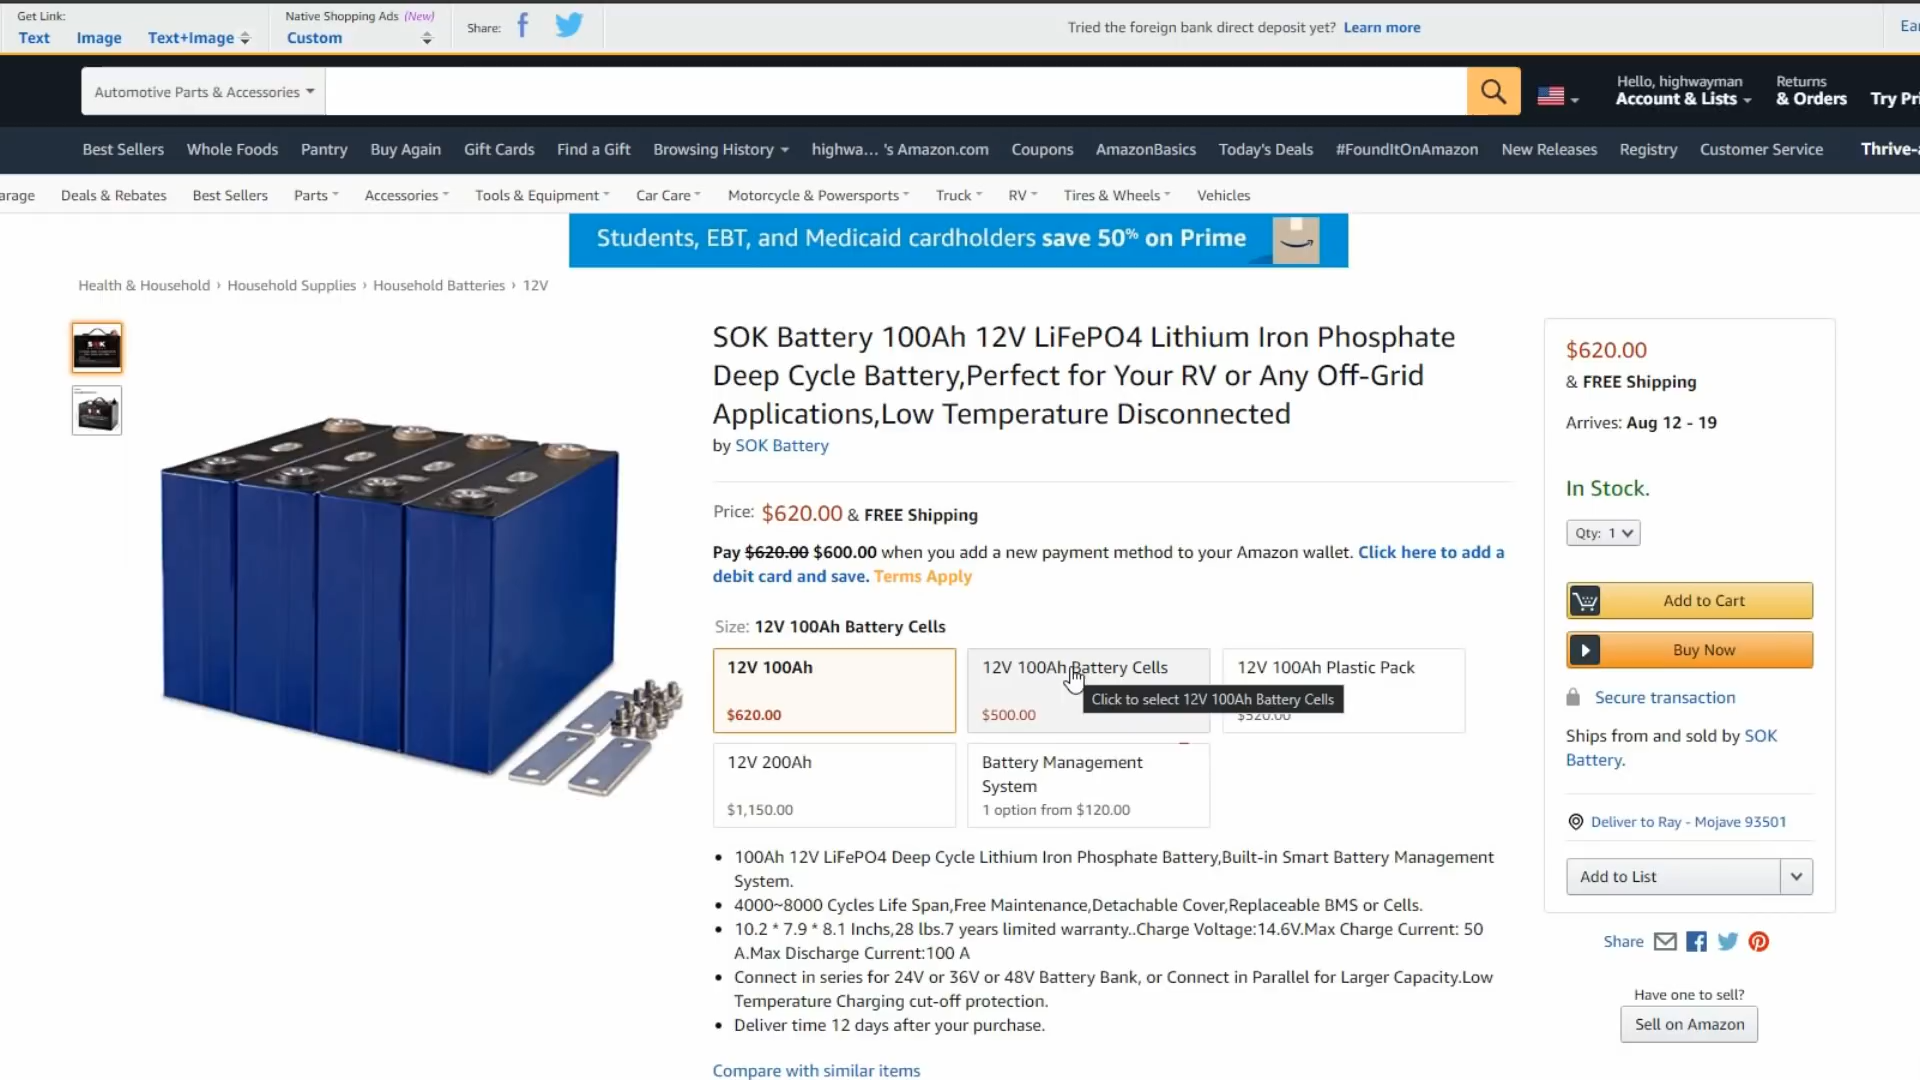 Get Link:
Text Image Text+Image
Native Shopping Ads (New)
Custom
Share:
Tried the foreign bank direct deposit yet? Learn more
Automotive Parts & Accessories
Hello, highwayman
Account & Lists
Returns
& Orders
Best Sellers Whole Foods Pantry Buy Again Gift Cards Find a Gift Browsing History highwa... 's Amazon.com Coupons AmazonBasics Today's Deals #FoundItOnAmazon New Releases Registry Customer Service
Deals & Rebates Best Sellers Parts Accessories Tools & Equipment Car Care Motorcycle & Powersports Truck RV Tires & Wheels Vehicles
Students, EBT, and Medicaid cardholders save 50% on Prime
Health & Household › Household Supplies › Household Batteries › 12V
SOK Battery 100Ah 12V LiFePO4 Lithium Iron Phosphate
Deep Cycle Battery,Perfect for Your RV or Any Off-Grid
Applications,Low Temperature Disconnected
by SOK Battery
Price: $620.00 & FREE Shipping
Pay $620.00 $600.00 when you add a new payment method to your Amazon wallet. Click here to add a
debit card and save. Terms Apply
Size: 12V 100Ah Battery Cells
12V 100Ah
$620.00
12V 100Ah Battery Cells
$500.00
12V 100Ah Plastic Pack
$520.00
Click to select 12V 100Ah Battery Cells
12V 200Ah
$1,150.00
Battery Management
System
1 option from $120.00
• 100Ah 12V LiFePO4 Deep Cycle Lithium Iron Phosphate Battery,Built-in Smart Battery Management
System.
• 4000~8000 Cycles Life Span,Free Maintenance,Detachable Cover,Replaceable BMS or Cells.
• 10.2 * 7.9 * 8.1 Inchs,28 lbs.7 years limited warranty..Charge Voltage:14.6V.Max Charge Current: 50
A.Max Discharge Current:100 A
• Connect in series for 24V or 36V or 48V Battery Bank, or Connect in Parallel for Larger Capacity.Low
Temperature Charging cut-off protection.
• Deliver time 12 days after your purchase.
Compare with similar items
$620.00
& FREE Shipping
Arrives: Aug 12 - 19
In Stock.
Qty: 1
Add to Cart
Buy Now
Secure transaction
Ships from and sold by SOK
Battery.
Deliver to Ray - Mojave 93501
Add to List
Share
Have one to sell?
Sell on Amazon